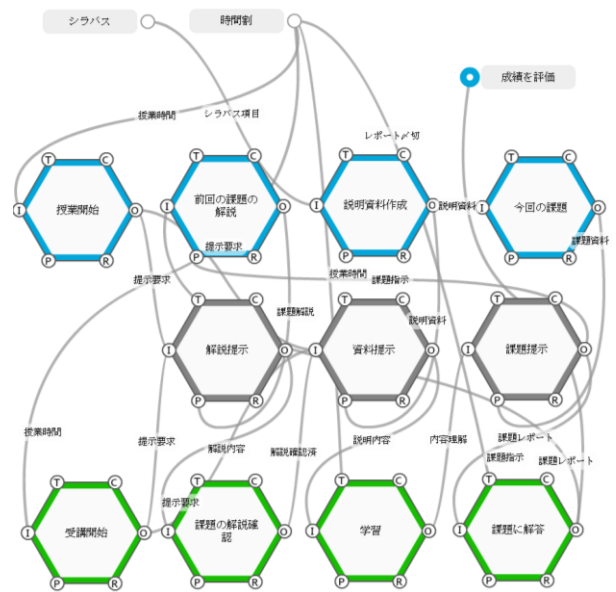 シラバス
時間割
成績を評価
授業時間
シラバス項目
レポート〆切
T
C
T
C
T
C
T
C
I
授業開始
O
I
前回の課題の
解説
O
I
説明資料作成
O
説明資料
I
今回の課題
O
課題資料
提示要求
P
R
P
R
P
R
P
R
提示要求
授業時間
課題指示
T
C
T
C
T
C
課題解説
説明資料
I
解説提示
O
I
資料提示
O
I
課題提示
O
P
R
P
R
P
R
授業時間
提示要求
解説内容
解説確認済
説明内容
内容理解
課題レポート
課題指示
課題レポート
T
C
T
C
T
C
T
C
提示要求
I
受講開始
O
I
課題の解説確
認
O
I
学習
O
I
課題に解答
O
P
R
P
R
P
R
P
R